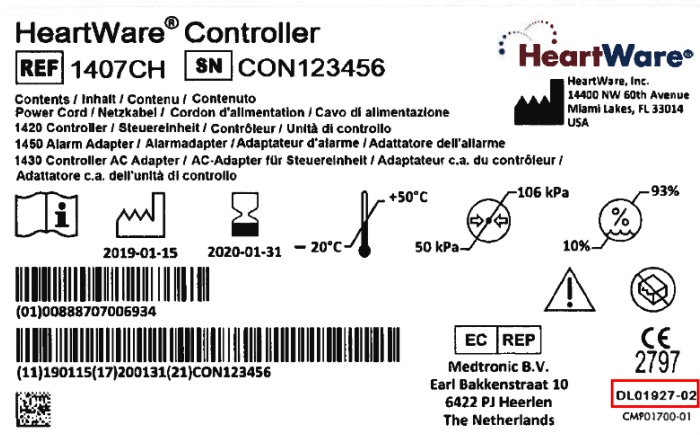 HeartWare® Controller
REF 1407CH SN CON123456
HeartWare®
HeartWare, Inc.
14400 NW 60th Avenue
Miami Lakes, FL 33014
USA
Contents / Inhalt / Contenu / Contenuto
Power Cord / Netzkabel / Cordon d'alimentation / Cavo di alimentazione
1420 Controller / Steuereinheit / Contrôleur / Unità di controllo
1450 Alarm Adapter / Alarmadapter / Adaptateur d'alarme / Adattatore dell'allarme
1430 Controller AC Adapter / AC-Adapter für Steuereinheit / Adaptateur c.a. du contrôleur /
Adattatore c.a. dell'unità di controllo
i
2019-01-15
2020-01-31
+50°C
− 20°C
106 kPa
50 kPa
93%
%
10%
(01)00888707006934
(11)190115(17)200131(21)CON123456
EC REP
Medtronic B.V.
Earl Bakkenstraat 10
6422 PJ Heerlen
The Netherlands
CE
2797
DL01927-02
CMP01700-01